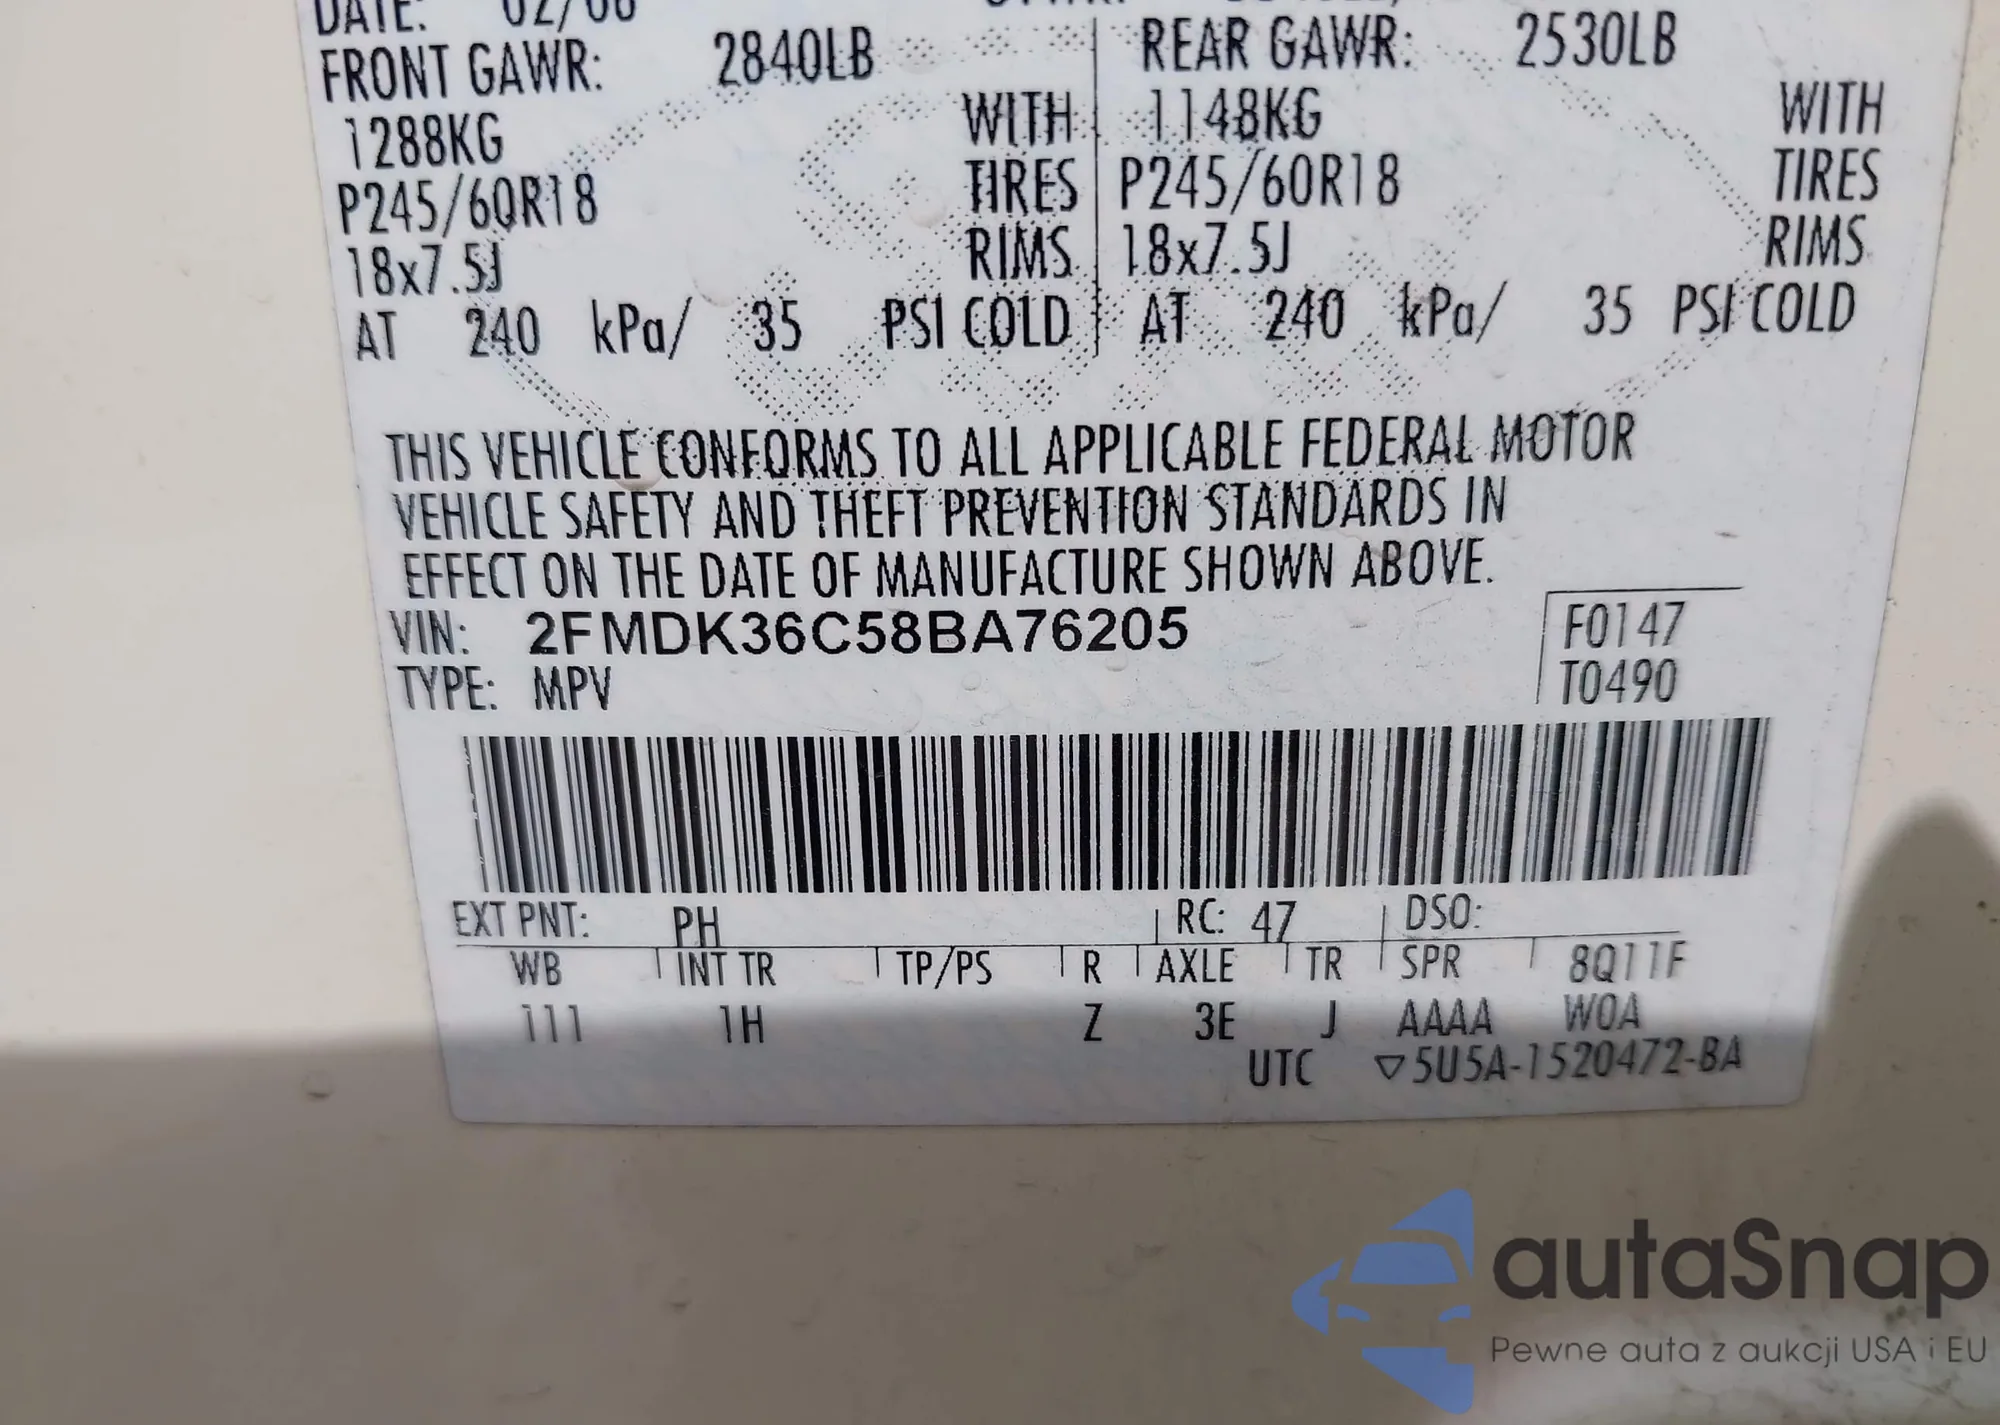 DATE: 02/08
FRONT GAWR: 2840LB REAR GAWR: 2530LB
1288KG WITH 1148KG WITH
P245/60R18 TIRES P245/60R18 TIRES
18x7.5J RIMS 18x7.5J RIMS
AT 240 kPa/ 35 PSI COLD AT 240 kPa/ 35 PSI COLD
THIS VEHICLE CONFORMS TO ALL APPLICABLE FEDERAL MOTOR
VEHICLE SAFETY AND THEFT PREVENTION STANDARDS IN
EFFECT ON THE DATE OF MANUFACTURE SHOWN ABOVE.
VIN: 2FMDK36C58BA76205 F0147
TYPE: MPV T0490
EXT PNT: PH RC: 47 DSO:
WB INT TR TP/PS R AXLE TR SPR 8Q11F
111 1H Z 3E J AAAA W0A
UTC ▽5U5A-1520472-BA
autaSnap
Pewne auta z aukcji USA i EU